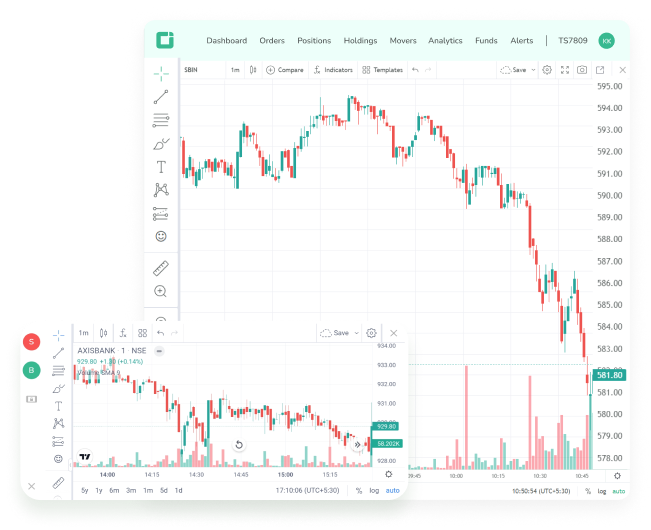 Dashboard Orders Positions Holdings Movers Analytics Funds Alerts | TS7809 KK
SBIN 1m Compare Indicators Templates Save
595.00
594.00
593.00
592.00
591.00
590.00
589.00
588.00
587.00
586.00
585.00
584.00
583.00
581.80
581.00
580.00
579.00
578.00
10:00 10:15 10:30 10:45
10:50:54 (UTC+5:30) % log auto
S
B
1m Save
AXISBANK 1 NSE
929.80 +1.30 (+0.14%)
Volume SMA 9
934.00
933.00
932.00
931.00
929.80
58.202K
928.00
14:00 14:15 14:30 14:45 15:00 15:15
5y 1y 6m 3m 1m 5d 1d 17:10:06 (UTC+5:30) % log auto